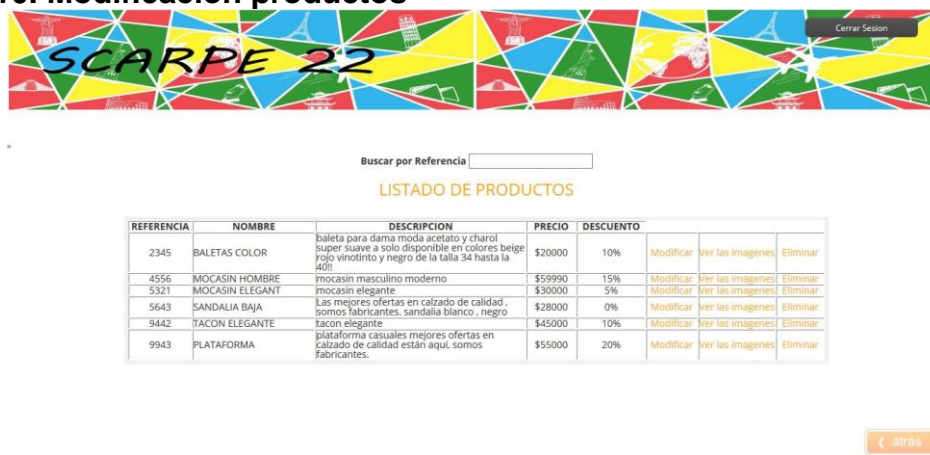 Modificación productos
Cerrar Sesion
SCARPE 22
Buscar por Referencia
LISTADO DE PRODUCTOS
REFERENCIA NOMBRE DESCRIPCION PRECIO DESCUENTO
2345 BALETAS COLOR baleta para dama moda acetato y charol
super suave a solo disponible en colores beige
rojo vinotinto y negro de la talla 34 hasta la
40!! $20000 10% Modificar Ver las imagenes Eliminar
4556 MOCASIN HOMBRE mocasin masculino moderno $59990 15% Modificar Ver las imagenes Eliminar
5321 MOCASIN ELEGANT mocasin elegante $30000 5% Modificar Ver las imagenes Eliminar
5643 SANDALIA BAJA Las mejores ofertas en calzado de calidad ,
somos fabricantes. sandalia blanco , negro $28000 0% Modificar Ver las imagenes Eliminar
9442 TACON ELEGANTE tacon elegante $45000 10% Modificar Ver las imagenes Eliminar
9943 PLATAFORMA plataforma casuales mejores ofertas en
calzado de calidad están aquí, somos
fabricantes. $55000 20% Modificar Ver las imagenes Eliminar
atrás